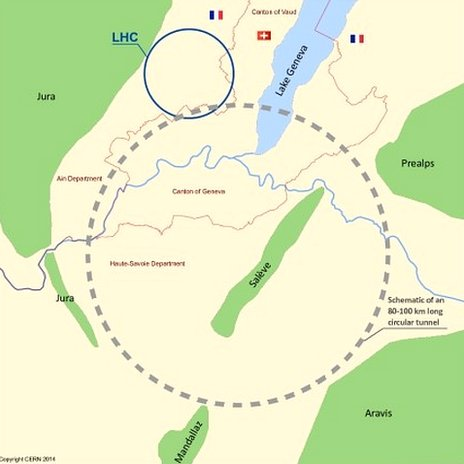 Canton of Vaud
LHC
Lake Geneva
Jura
Prealps
Ain Department
Canton of Geneva
Haute-Savoie Department
Salève
Jura
Schematic of an
80-100 km long
circular tunnel
Aravis
Mandallaz
Copyright CERN 2014